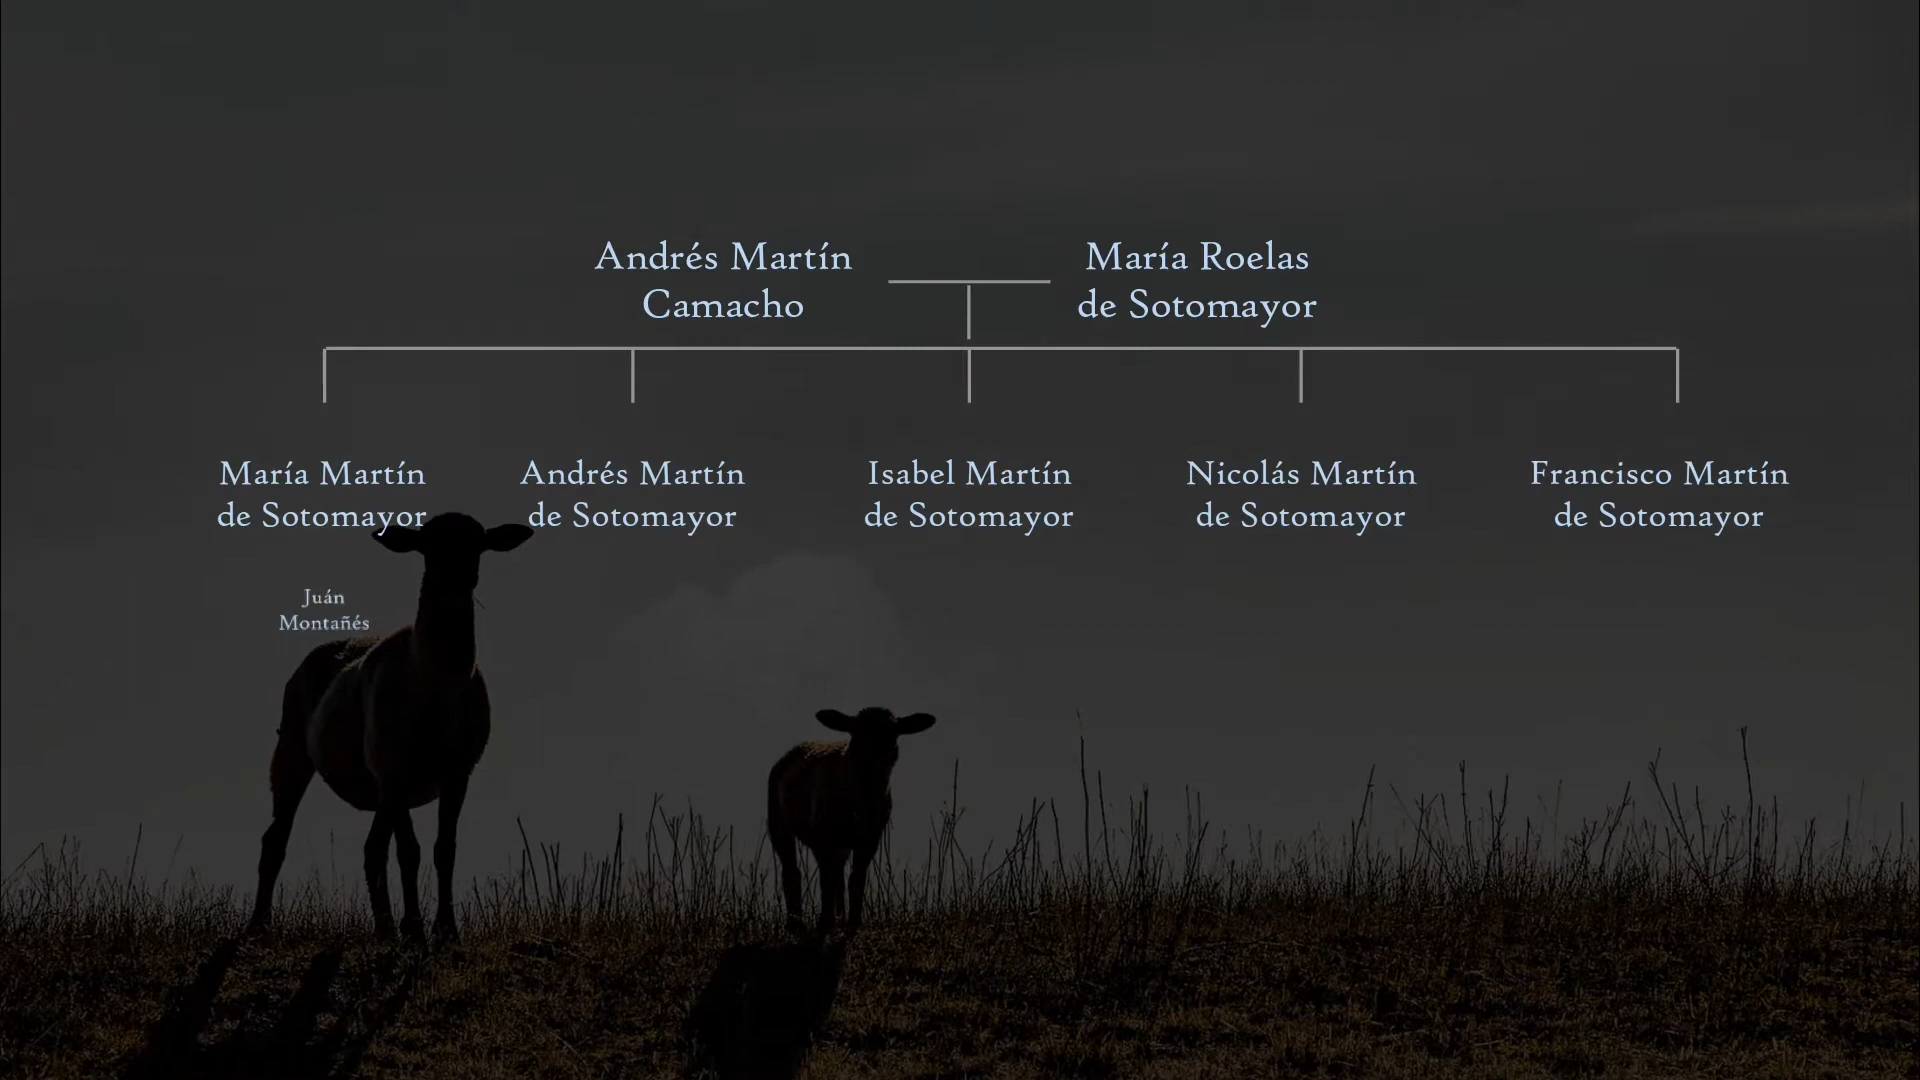 Andrés Martín
Camacho
María Roelas
de Sotomayor
María Martín
de Sotomayor
Andrés Martín
de Sotomayor
Isabel Martín
de Sotomayor
Nicolás Martín
de Sotomayor
Francisco Martín
de Sotomayor
Juán
Montañés